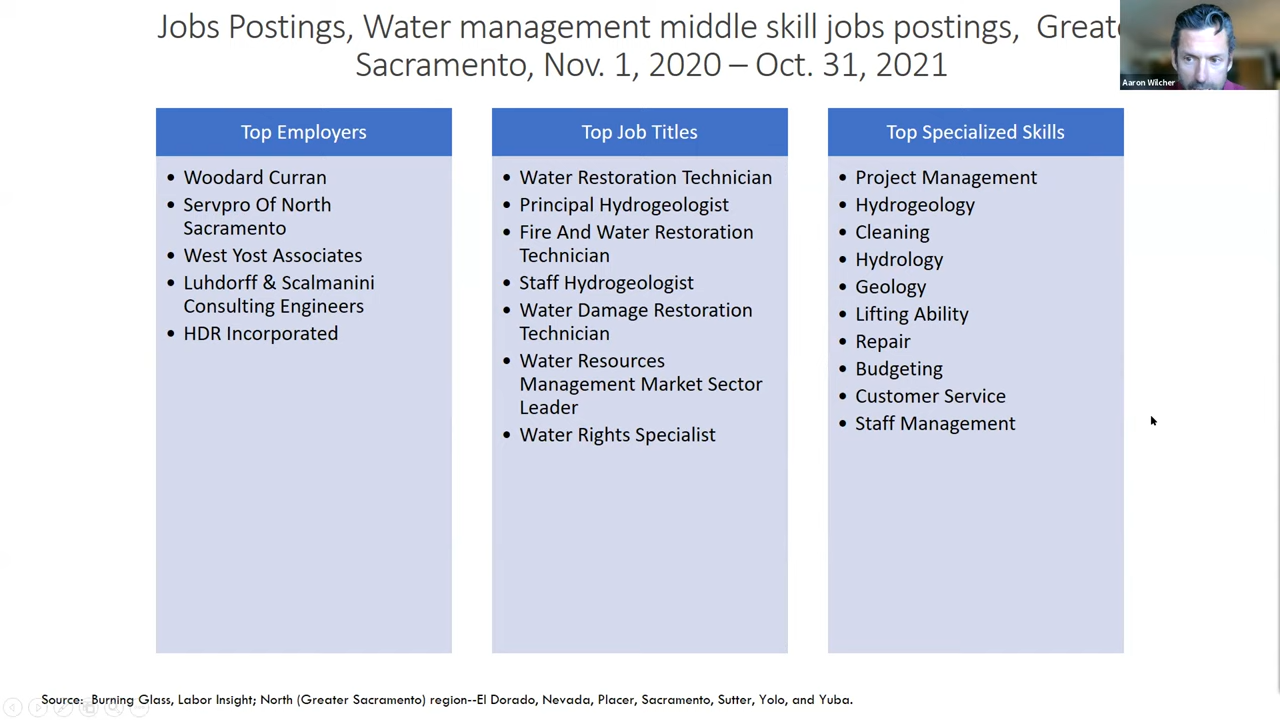 Jobs Postings, Water management middle skill jobs postings,
Sacramento, Nov. 1, 2020 – Oct. 31, 2021
Aaron Wilcher
Top Employers
• Woodard Curran
• Servpro Of North
Sacramento
• West Yost Associates
• Luhdorff & Scalmanini
Consulting Engineers
• HDR Incorporated
Top Job Titles
• Water Restoration Technician
• Principal Hydrogeologist
• Fire And Water Restoration
Technician
• Staff Hydrogeologist
• Water Damage Restoration
Technician
• Water Resources
Management Market Sector
Leader
• Water Rights Specialist
Top Specialized Skills
• Project Management
• Hydrogeology
• Cleaning
• Hydrology
• Geology
• Lifting Ability
• Repair
• Budgeting
• Customer Service
• Staff Management
Source: Burning Glass, Labor Insight; North (Greater Sacramento) region--El Dorado, Nevada, Placer, Sacramento, Sutter, Yolo, and Yuba.